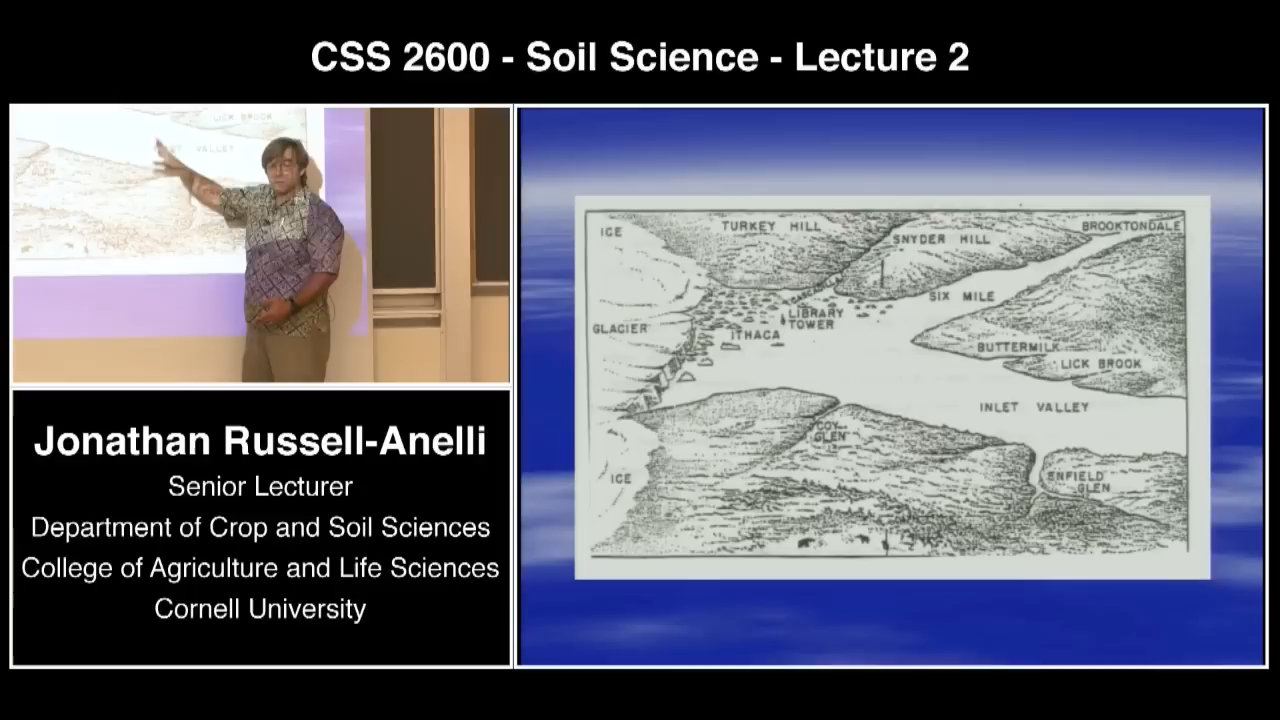 CSS 2600 - Soil Science - Lecture 2
LICK BROOK
VALLEY
GLEN
Jonathan Russell-Anelli
Senior Lecturer
Department of Crop and Soil Sciences
College of Agriculture and Life Sciences
Cornell University
ICE
TURKEY HILL
SNYDER HILL
BROOKTONDALE
SIX MILE
LIBRARY
TOWER
GLACIER
ITHACA
BUTTERMILK
LICK BROOK
INLET VALLEY
COY
GLEN
ICE
ENFIELD
GLEN